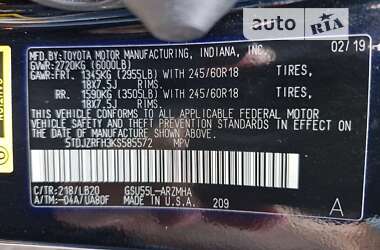 AUTO RIA
MFD.BY:TOYOTA MOTOR MANUFACTURING, INDIANA, INC. 02/19
GVWR:2720KG (6000LB)
GAWR:FRT. 1345KG (2955LB) WITH 245/60R18 TIRES,
18X7.5J RIMS.
RR. 1590KG (3505LB) WITH 245/60R18 TIRES,
18X7.5J RIMS.
THIS VEHICLE CONFORMS TO ALL APPLICABLE FEDERAL MOTOR
VEHICLE SAFETY STANDARDS IN EFFECT ON THE DATE OF
MANUFACTURE SHOWN ABOVE.
5TDJZRFH3KS585572 MPV
C/TR:218/LB20 GSU55L-ARZMHA
A/TM:-04A/UA80F MADE IN U.S.A. 209 A